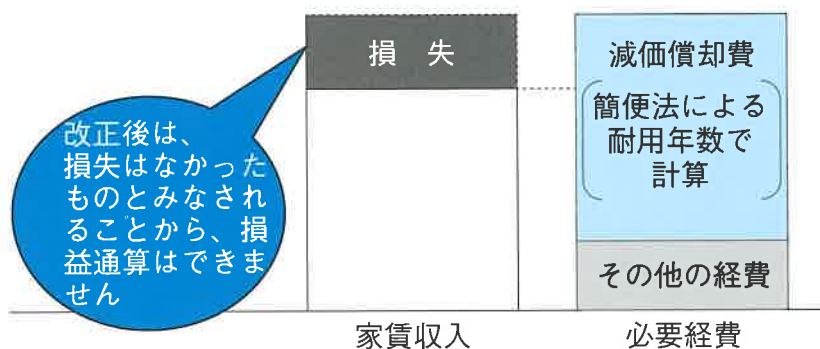 損　失
改正後は、
損失はなかった
ものとみなされ
ることから、損
益通算はできま
せん
減価償却費
簡便法による
耐用年数で
計算
その他の経費
家賃収入
必要経費